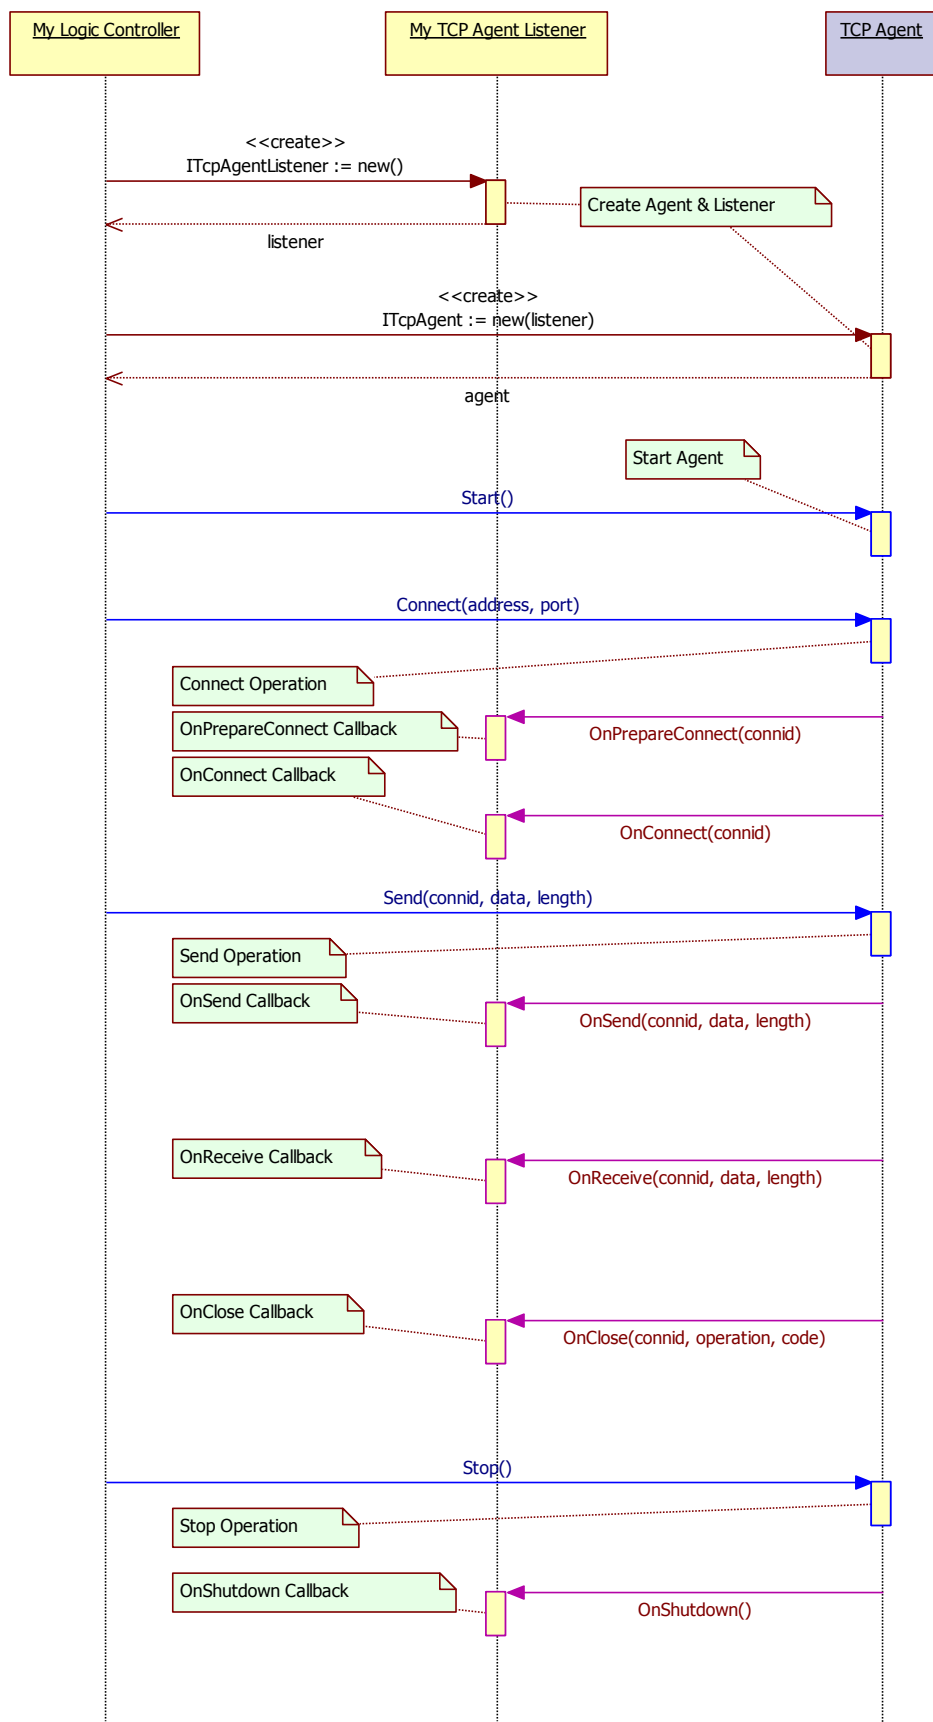 My Logic Controller
My TCP Agent Listener
TCP Agent
<<create>>
ITcpAgentListener := new()
Create Agent & Listener
listener
<<create>>
ITcpAgent := new(listener)
agent
Start Agent
Start()
Connect(address, port)
Connect Operation
OnPrepareConnect Callback
OnPrepareConnect(connid)
OnConnect Callback
OnConnect(connid)
Send(connid, data, length)
Send Operation
OnSend Callback
OnSend(connid, data, length)
OnReceive Callback
OnReceive(connid, data, length)
OnClose Callback
OnClose(connid, operation, code)
Stop()
Stop Operation
OnShutdown Callback
OnShutdown()